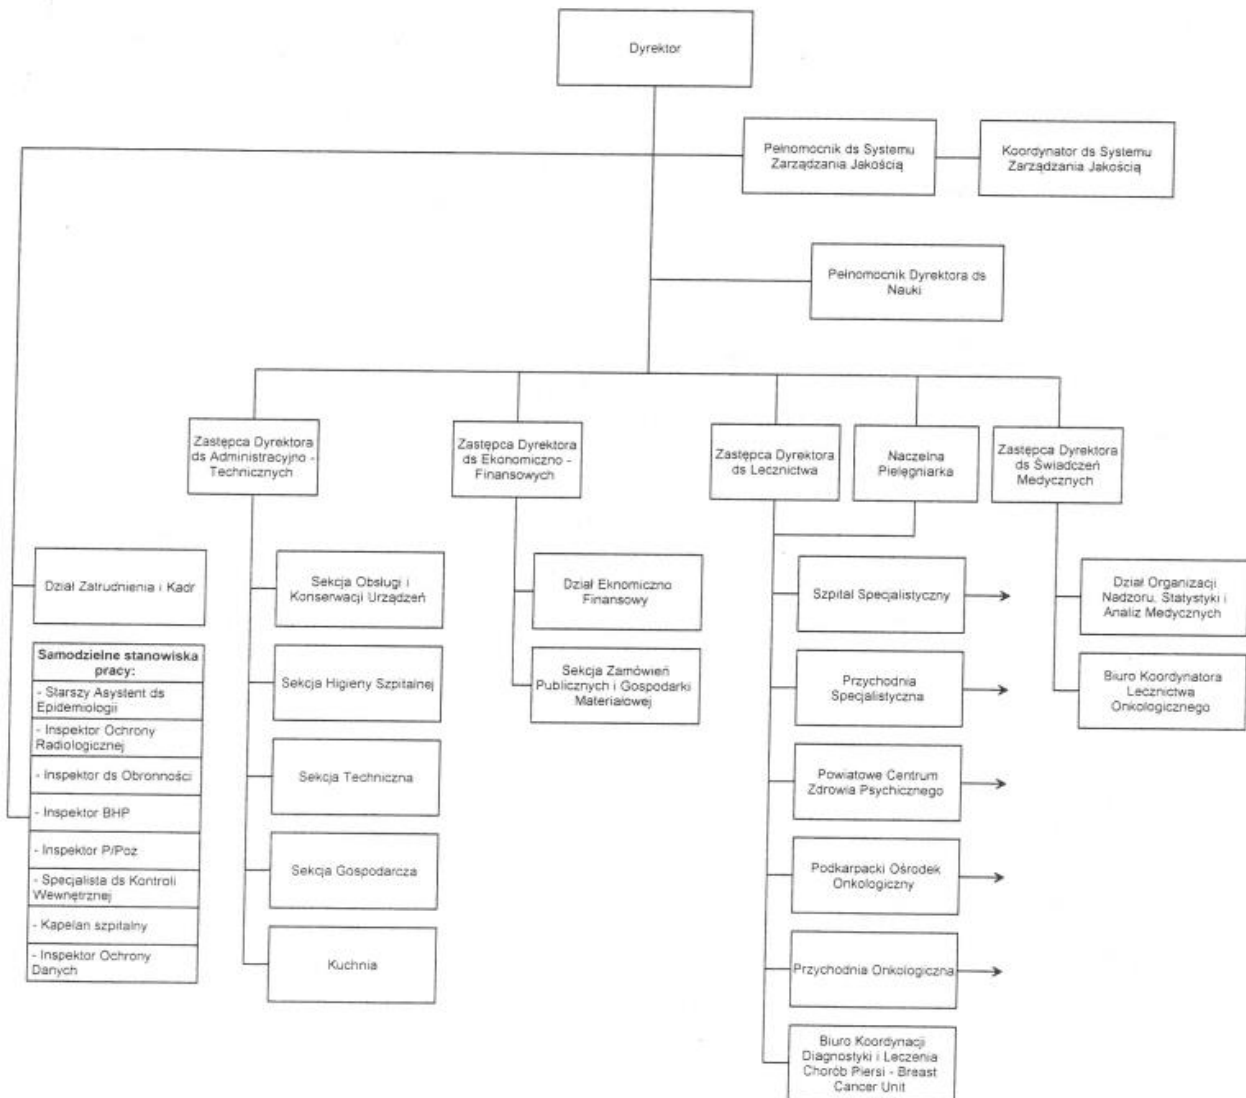 Dyrektor
Pełnomocnik ds Systemu
Zarządzania Jakością
Koordynator ds Systemu
Zarządzania Jakością
Pełnomocnik Dyrektora ds
Nauki
Zastępca Dyrektora
ds Administracyjno -
Technicznych
Zastępca Dyrektora
ds Ekonomiczno -
Finansowych
Zastępca Dyrektora
ds Lecznictwa
Naczelna
Pielęgniarka
Zastępca Dyrektora
ds Świadczeń
Medycznych
Dział Zatrudnienia i Kadr
Samodzielne stanowiska
pracy:
- Starszy Asystent ds
Epidemiologii
- Inspektor Ochrony
Radiologicznej
- Inspektor ds Obronności
- Inspektor BHP
- Inspektor P/Poż
- Specjalista ds Kontroli
Wewnętrznej
- Kapelan szpitalny
- Inspektor Ochrony
Danych
Sekcja Obsługi i
Konserwacji Urządzeń
Sekcja Higieny Szpitalnej
Sekcja Techniczna
Sekcja Gospodarcza
Kuchnia
Dział Eknomiczno
Finansowy
Sekcja Zamówień
Publicznych i Gospodarki
Materiałowej
Szpital Specjalistyczny
Przychodnia
Specjalistyczna
Powiatowe Centrum
Zdrowia Psychicznego
Podkarpacki Ośrodek
Onkologiczny
Przychodnia Onkologiczna
Biuro Koordynacji
Diagnostyki i Leczenia
Chorób Piersi - Breast
Cancer Unit
Dział Organizacji
Nadzoru, Statystyki i
Analiz Medycznych
Biuro Koordynatora
Lecznictwa
Onkologicznego